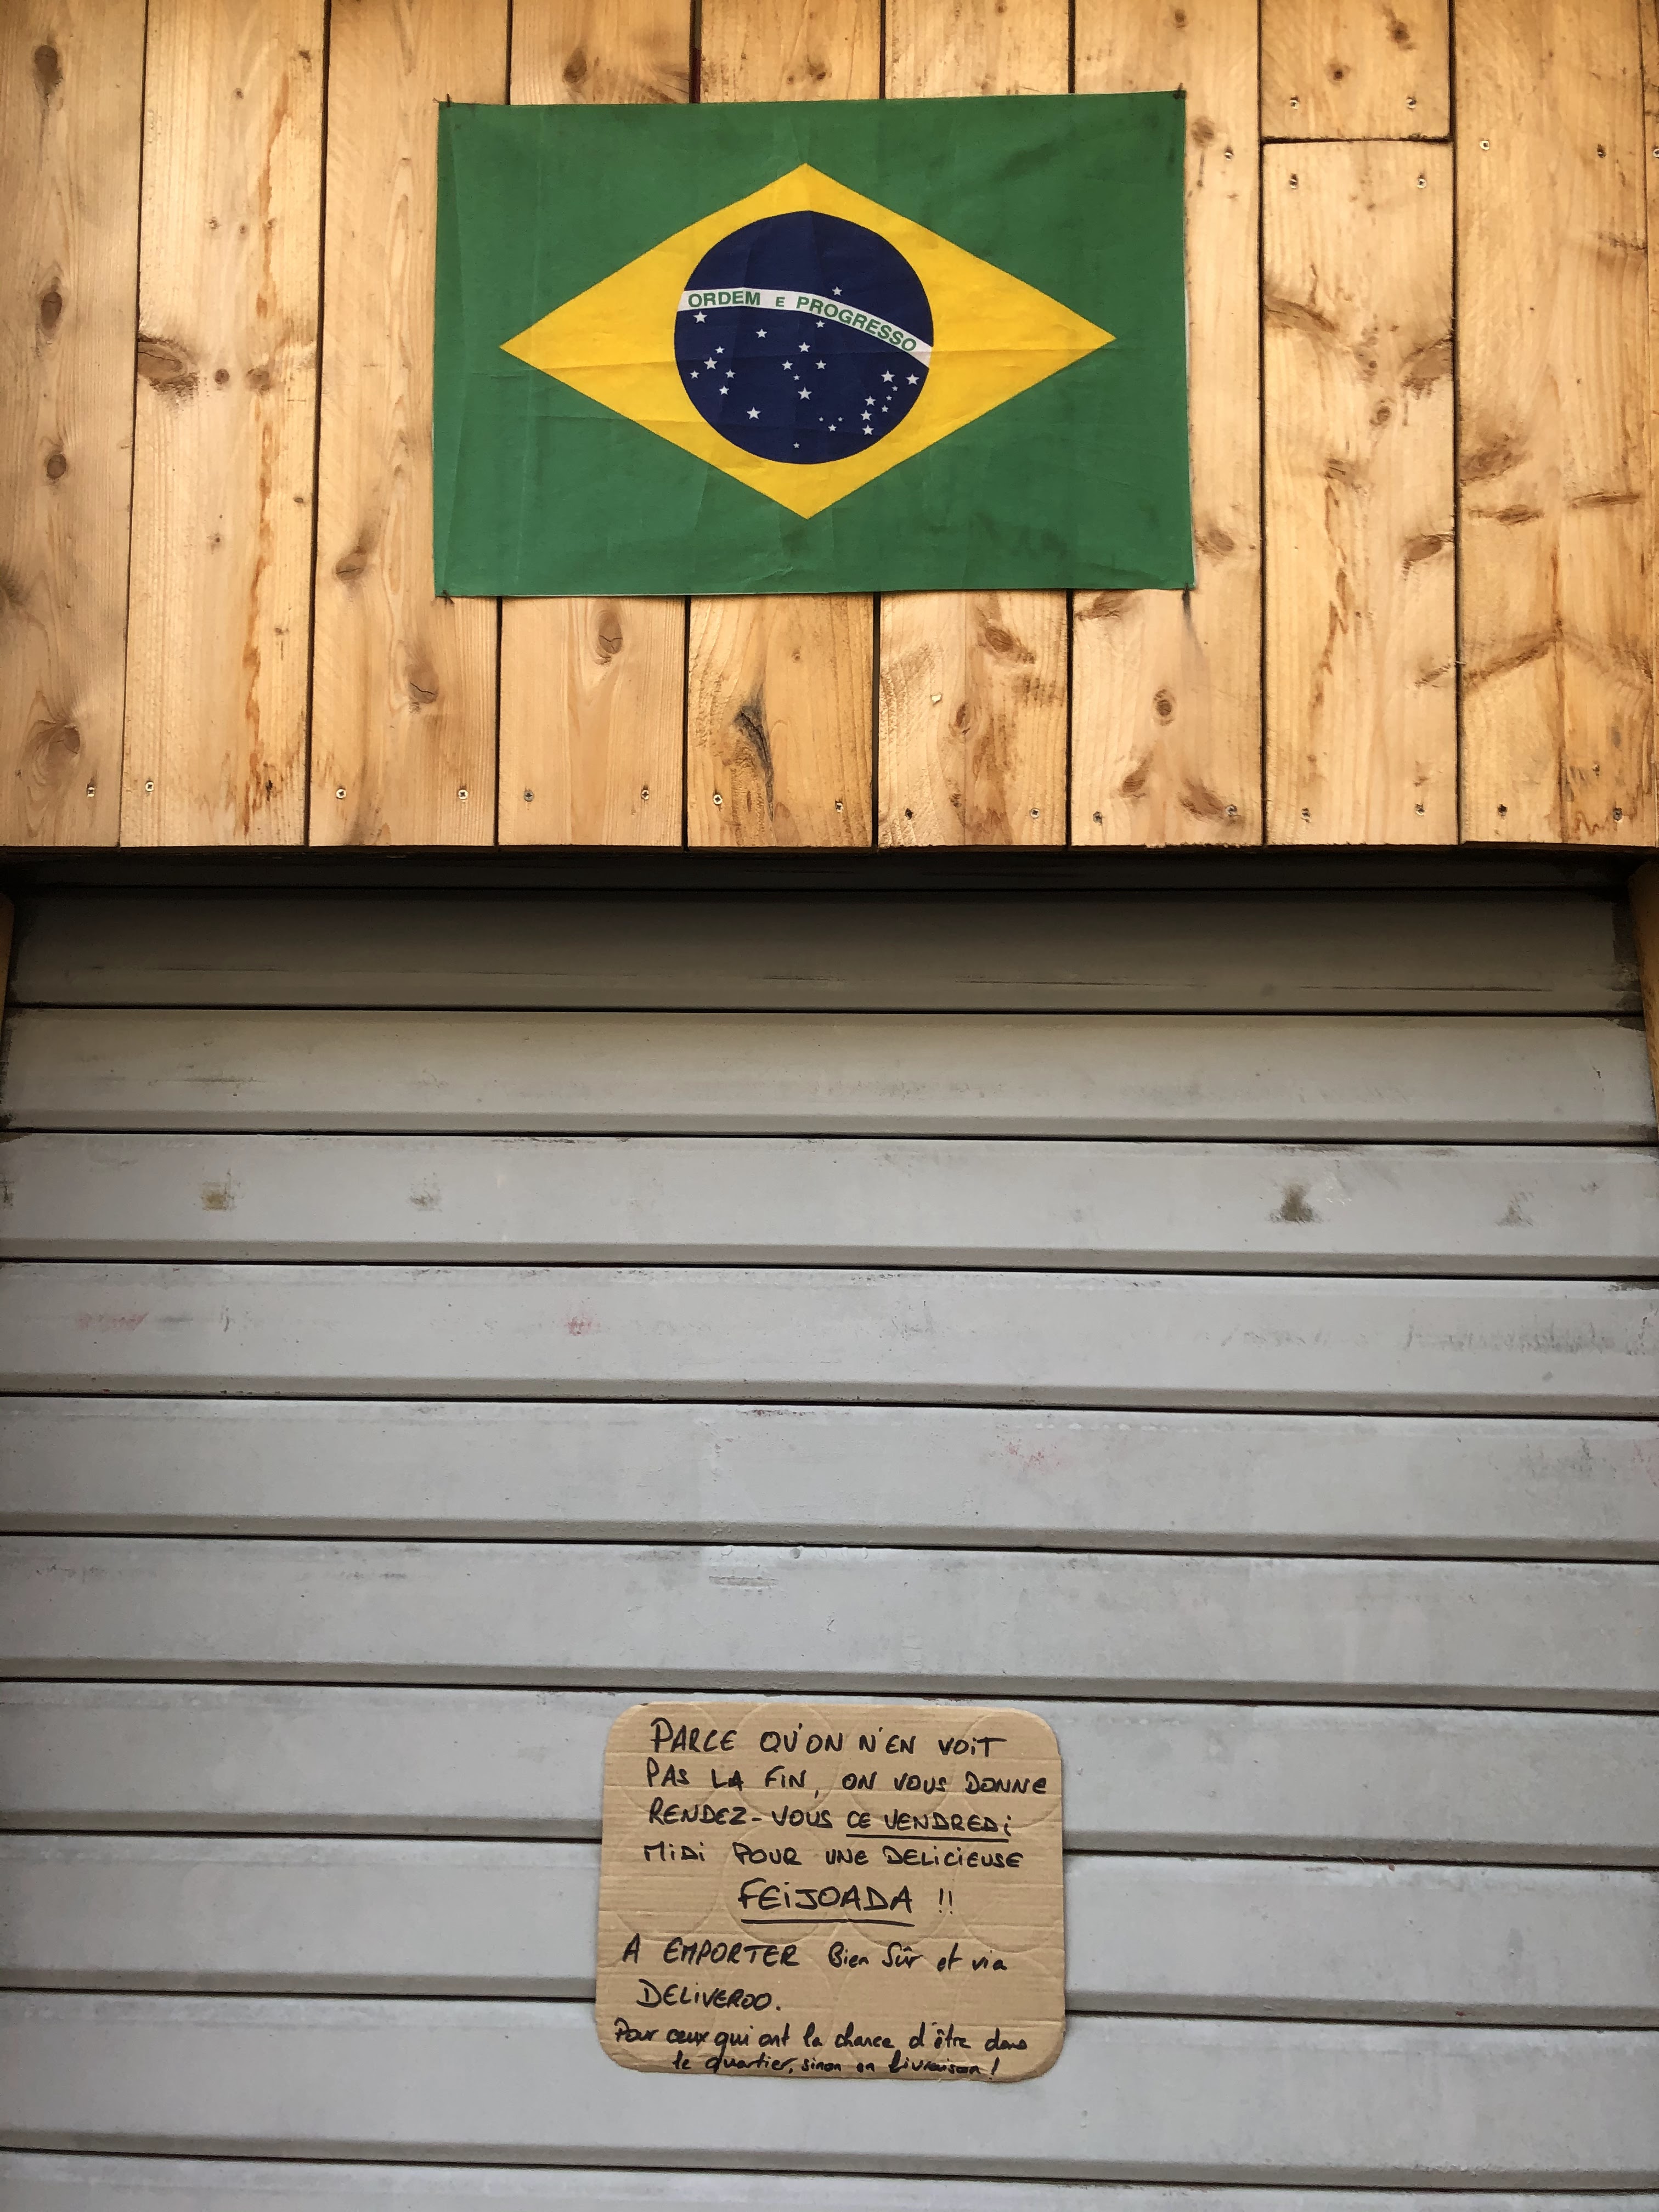 ORDEM E PROGRESSO
PARCE QU'ON N'EN VOIT
PAS LA FIN, ON VOUS DONNE
RENDEZ-VOUS CE VENDREDI
MIDI POUR UNE DELICIEUSE
FEIJOADA !!
A EMPORTER Bien Sûr et via
DELIVEROO.
Pour ceux qui ont la chance d'être dans
le quartier, sinon en livraison !